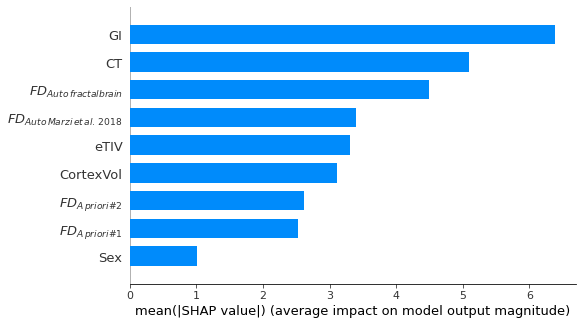 GI
CT
FD_{Auto fractalbrain}
FD_{Auto Marzi et al. 2018}
eTIV
CortexVol
FD_{A priori#2}
FD_{A priori#1}
Sex
0 1 2 3 4 5 6
mean(|SHAP value|) (average impact on model output magnitude)